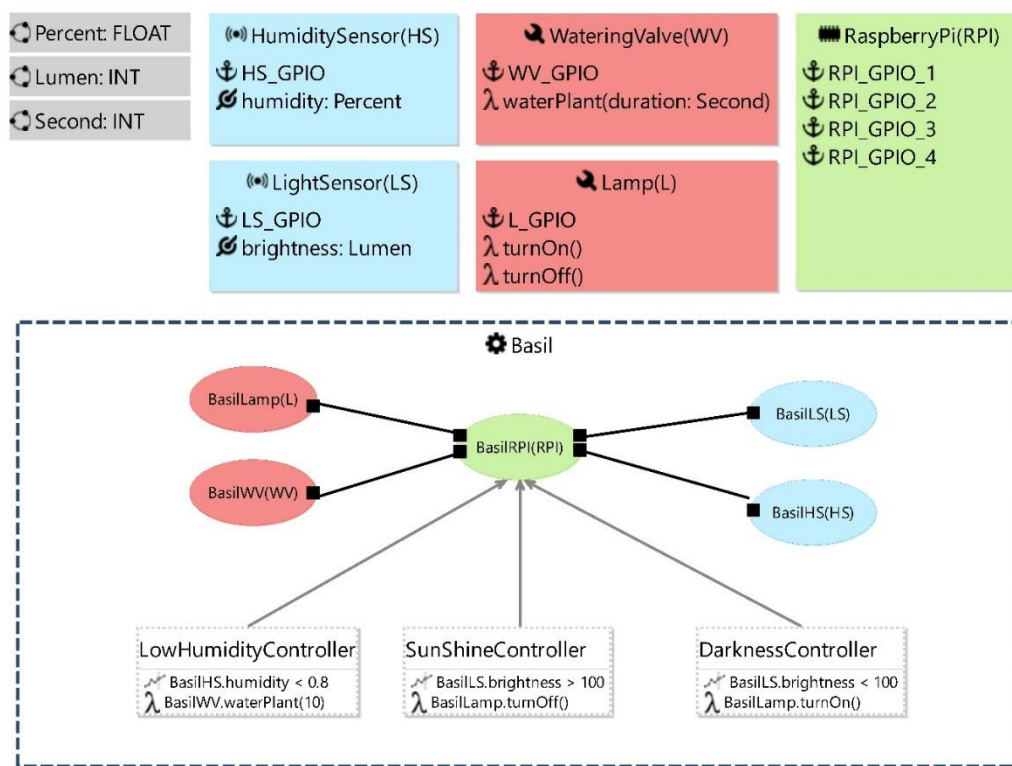 Percent: FLOAT
Lumen: INT
Second: INT
HumiditySensor(HS)
HS_GPIO
humidity: Percent
WateringValve(WV)
WV_GPIO
λ waterPlant(duration: Second)
RaspberryPi(RPI)
RPI_GPIO_1
RPI_GPIO_2
RPI_GPIO_3
RPI_GPIO_4
LightSensor(LS)
LS_GPIO
brightness: Lumen
Lamp(L)
L_GPIO
λ turnOn()
λ turnOff()
Basil
BasilLamp(L)
BasilLS(LS)
BasilRPI(RPI)
BasilWV(WV)
BasilHS(HS)
LowHumidityController
BasilHS.humidity < 0.8
λ BasilWV.waterPlant(10)
SunShineController
BasilLS.brightness > 100
λ BasilLamp.turnOff()
DarknessController
BasilLS.brightness < 100
λ BasilLamp.turnOn()